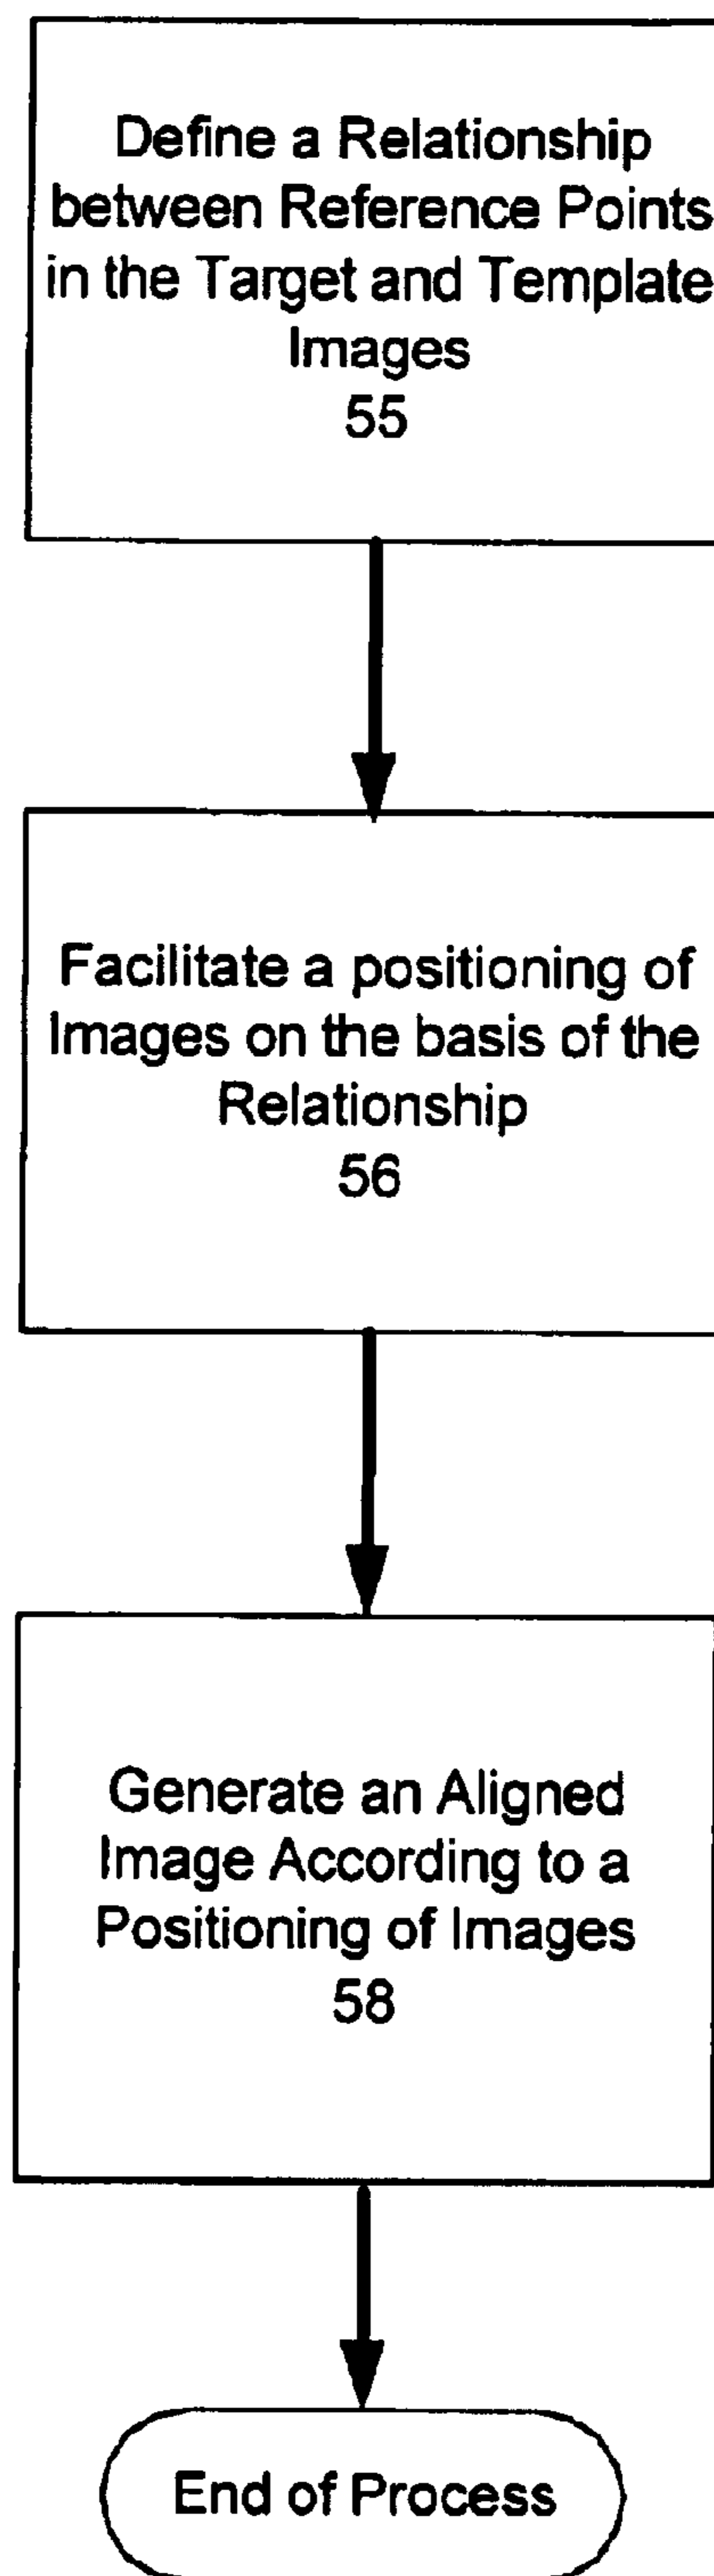 Define a Relationship
between Reference Points
in the Target and Template
Images
55
Facilitate a positioning of
Images on the basis of the
Relationship
56
Generate an Aligned
Image According to a
Positioning of Images
58
End of Process